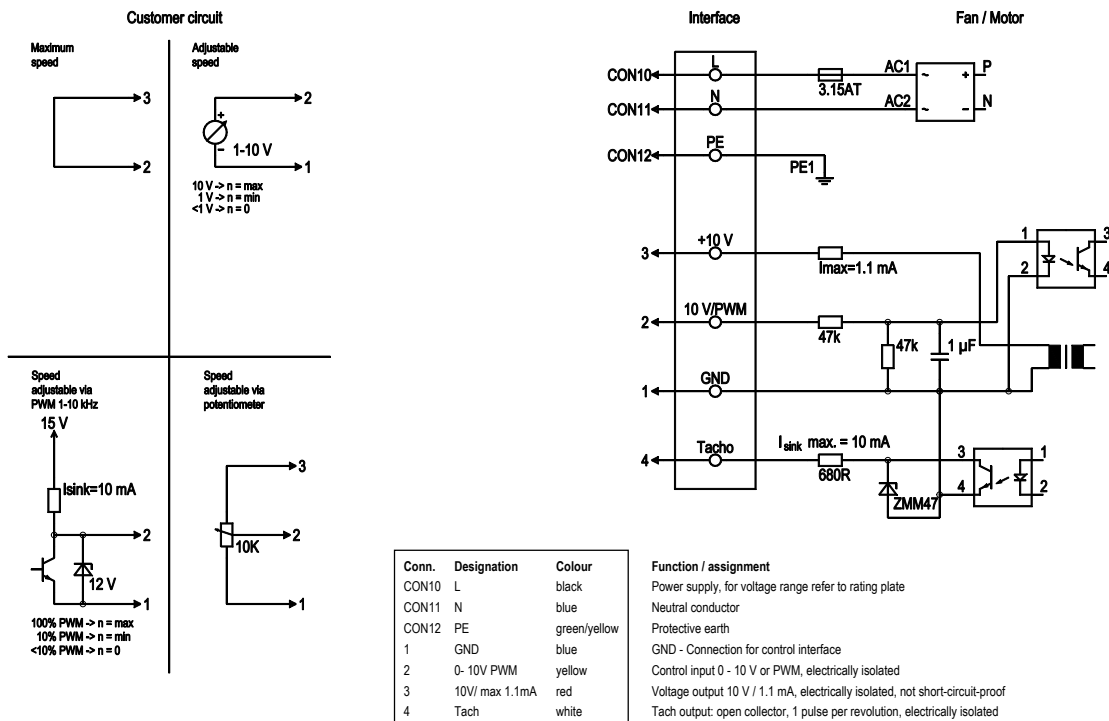 Customer circuit
Interface
Fan / Motor
Maximum
speed
3
2
Adjustable
speed
2
+
1-10 V
−
1
10 V -> n = max
1 V -> n = min
<1 V -> n = 0
Speed
adjustable via
PWM 1-10 kHz
15 V
Isink=10 mA
2
12 V
1
100% PWM -> n = max
10% PWM -> n = min
<10% PWM -> n = 0
Speed
adjustable via
potentiometer
3
2
10K
1
CON10 L 3.15AT AC1 ~ + P
CON11 N AC2 ~ − N
CON12 PE PE1
3 +10 V Imax=1.1 mA
1 3
2 4
2 10 V/PWM 47k 47k 1 µF
1 GND
4 Tacho I sink max. = 10 mA 680R ZMM47
3 1
4 2
Conn. Designation Colour Function / assignment
CON10 L black Power supply, for voltage range refer to rating plate
CON11 N blue Neutral conductor
CON12 PE green/yellow Protective earth
1 GND blue GND - Connection for control interface
2 0- 10V PWM yellow Control input 0 - 10 V or PWM, electrically isolated
3 10V/ max 1.1mA red Voltage output 10 V / 1.1 mA, electrically isolated, not short-circuit-proof
4 Tach white Tach output: open collector, 1 pulse per revolution, electrically isolated